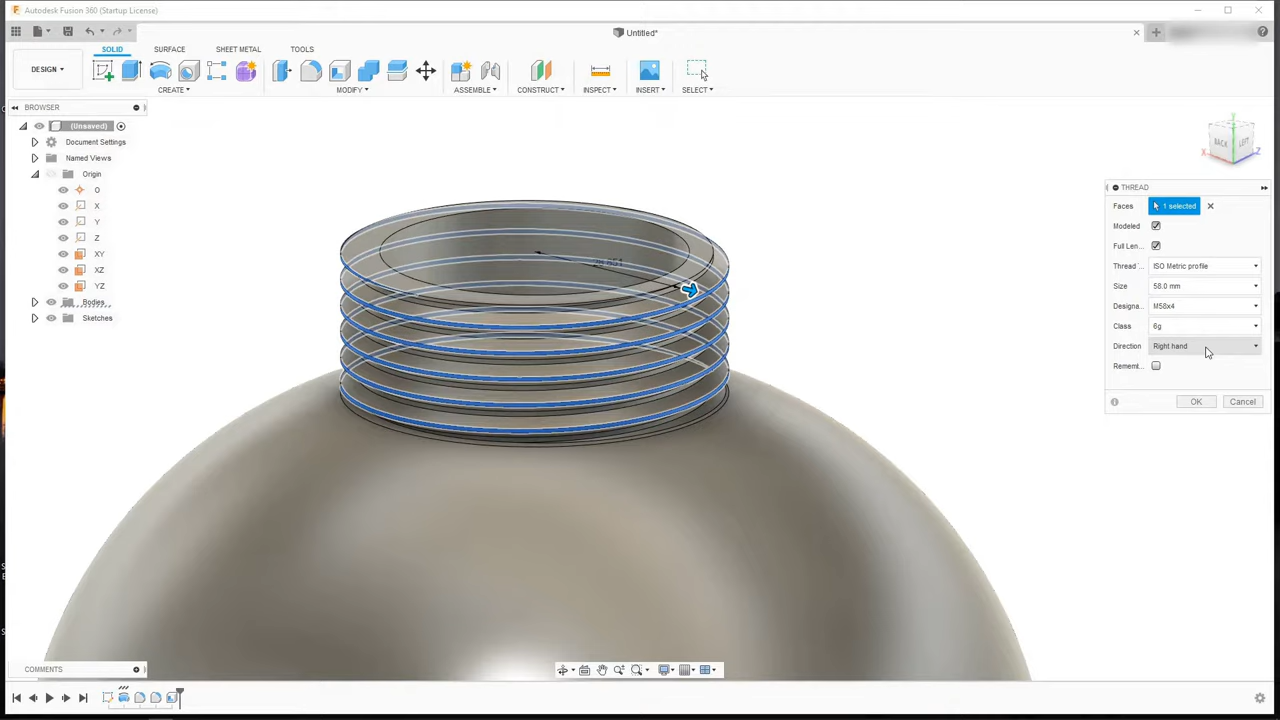 Autodesk Fusion 360 (Startup License)
Untitled*
SOLID SURFACE SHEET METAL TOOLS
DESIGN
CREATE MODIFY ASSEMBLE CONSTRUCT INSPECT INSERT SELECT
BROWSER
(Unsaved)
Document Settings
Named Views
Origin
O
X
Y
Z
XY
XZ
YZ
Bodies
Sketches
BACK LEFT
X Y Z
THREAD
Faces 1 selected
Modeled
Full Len...
Thread ISO Metric profile
Size 58.0 mm
Designa... M58x4
Class 6g
Direction Right hand
Rememb...
OK Cancel
COMMENTS